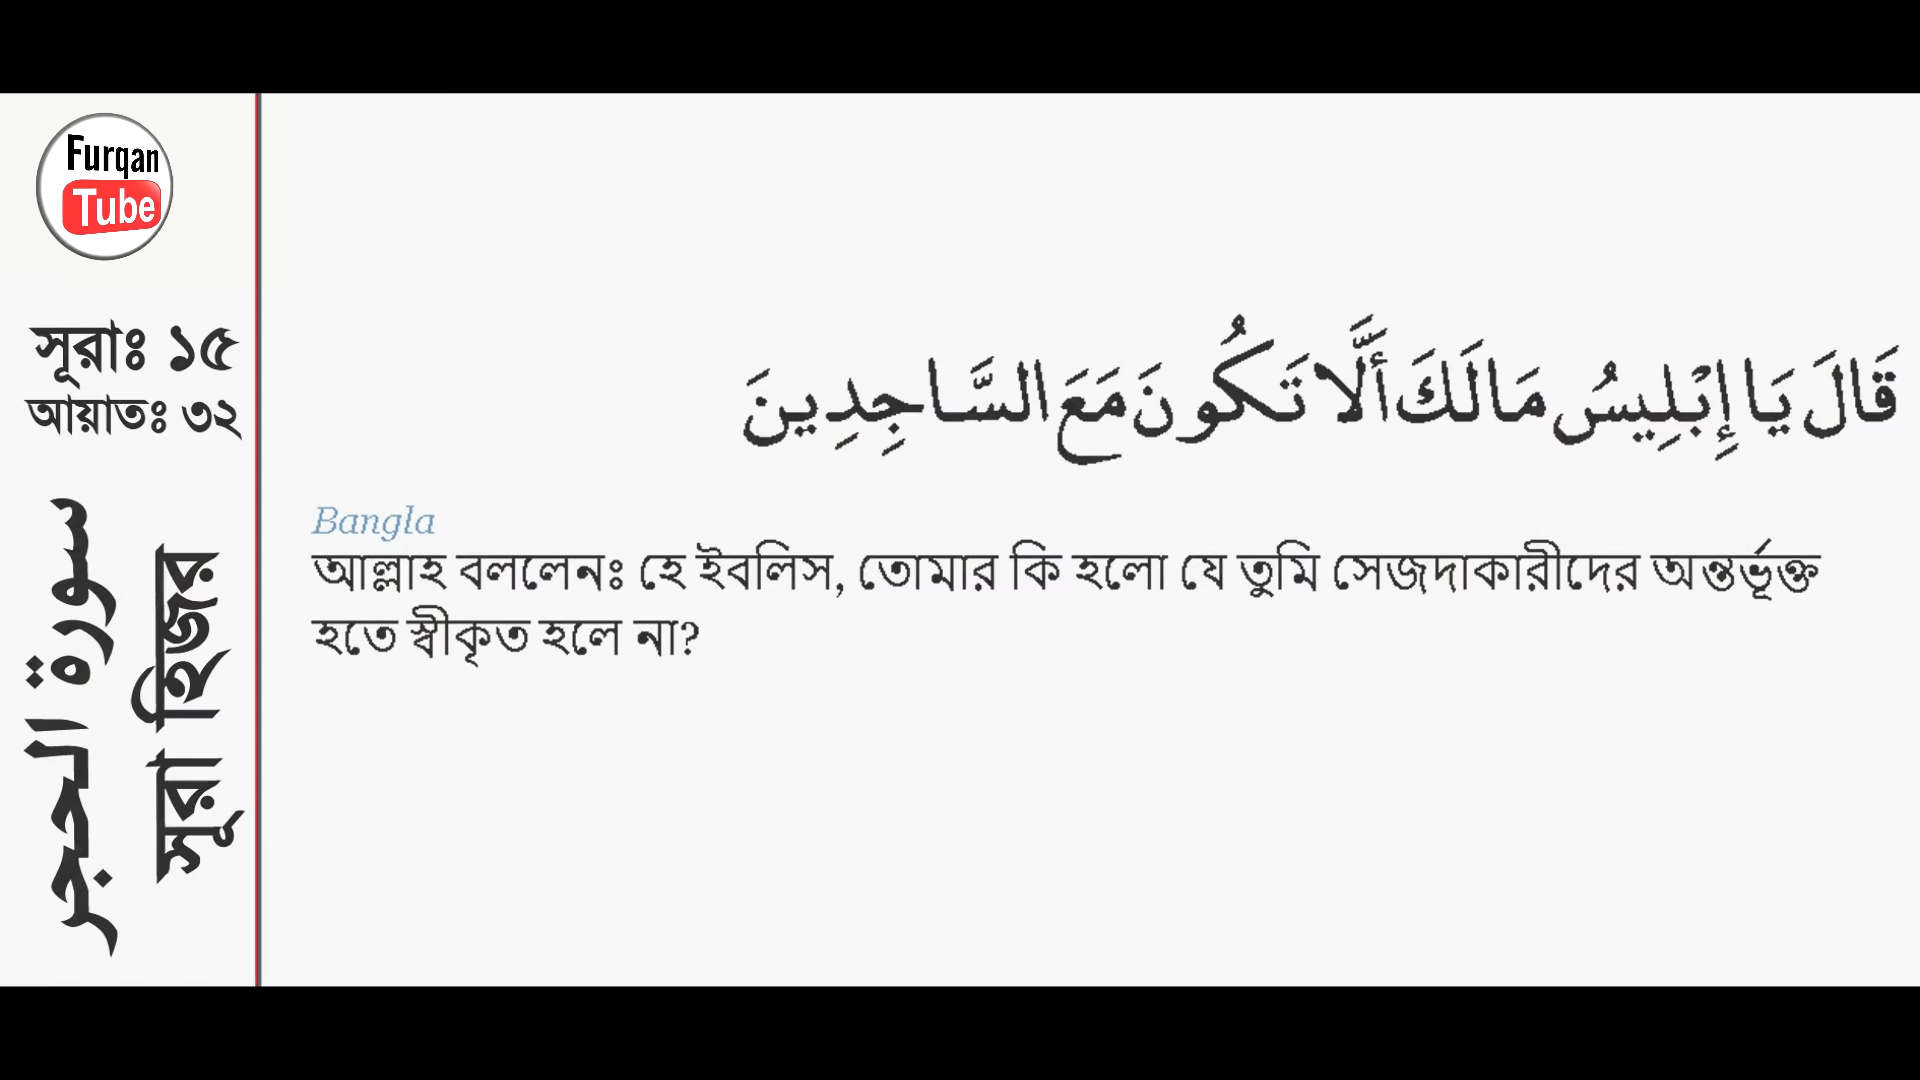 Furqan
Tube
সূরাঃ ১৫
আয়াতঃ ৩২
سورة الحجر
সূরা হিজর
قَالَ يَا إِبْلِيسُ مَا لَكَ أَلَّا تَكُونَ مَعَ السَّاجِدِينَ
Bangla
আল্লাহ বললেনঃ হে ইবলিস, তোমার কি হলো যে তুমি সেজদাকারীদের অন্তর্ভূক্ত
হতে স্বীকৃত হলে না?